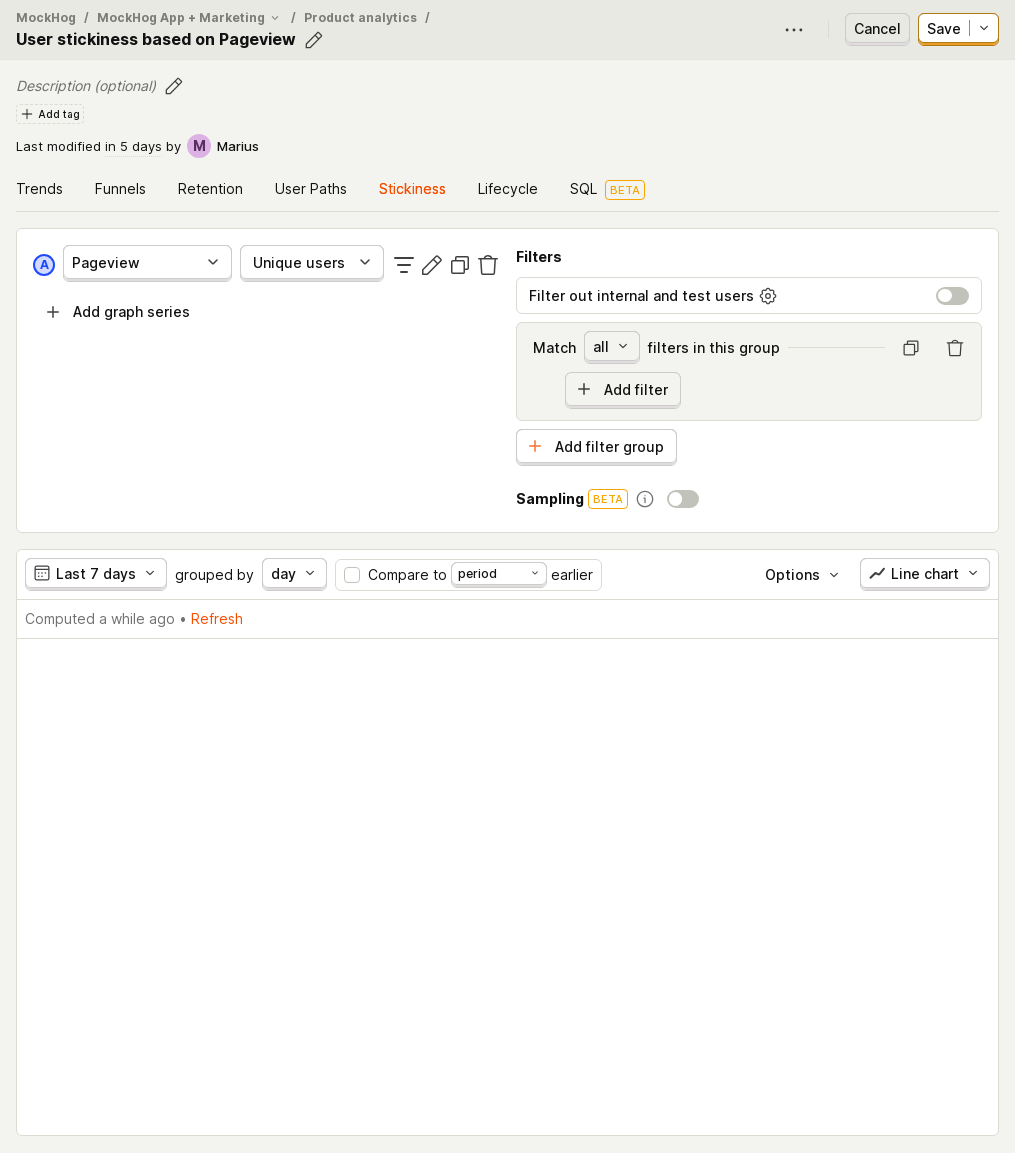 MockHog / MockHog App + Marketing / Product analytics /
User stickiness based on Pageview
Cancel
Save
Description (optional)
Add tag
Last modified in 5 days by M Marius
Trends Funnels Retention User Paths Stickiness Lifecycle SQL BETA
A Pageview Unique users
Add graph series
Filters
Filter out internal and test users
Match all filters in this group
Add filter
Add filter group
Sampling BETA
Last 7 days grouped by day Compare to period earlier Options Line chart
Computed a while ago • Refresh